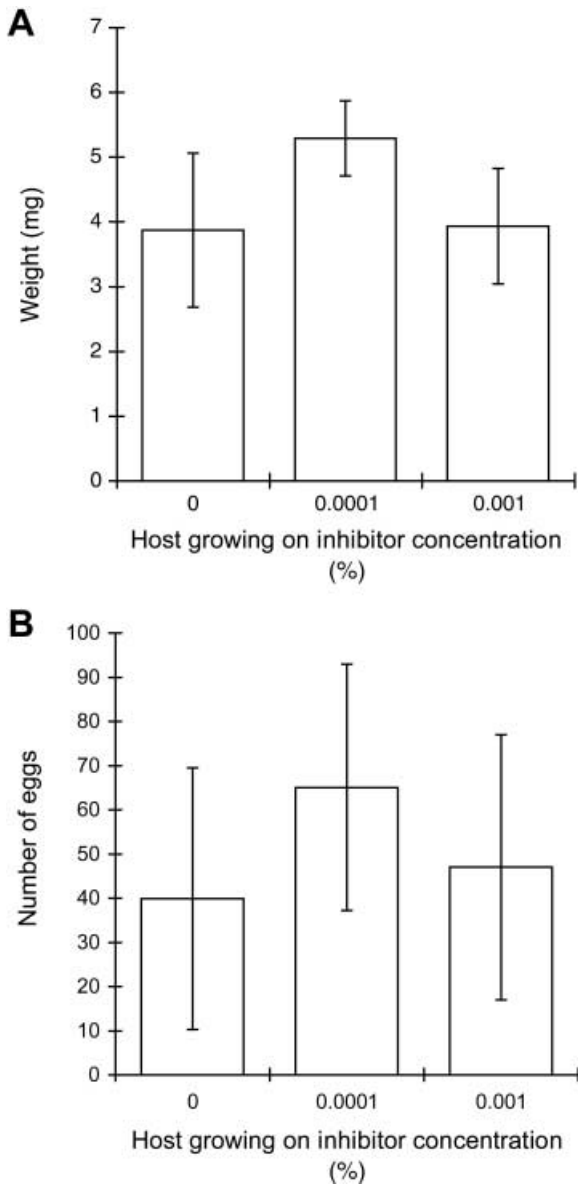 A
7
6
5
4
3
2
1
0
Weight (mg)
0 0.0001 0.001
Host growing on inhibitor concentration
(%)
B
100
90
80
70
60
50
40
30
20
10
0
Number of eggs
0 0.0001 0.001
Host growing on inhibitor concentration
(%)